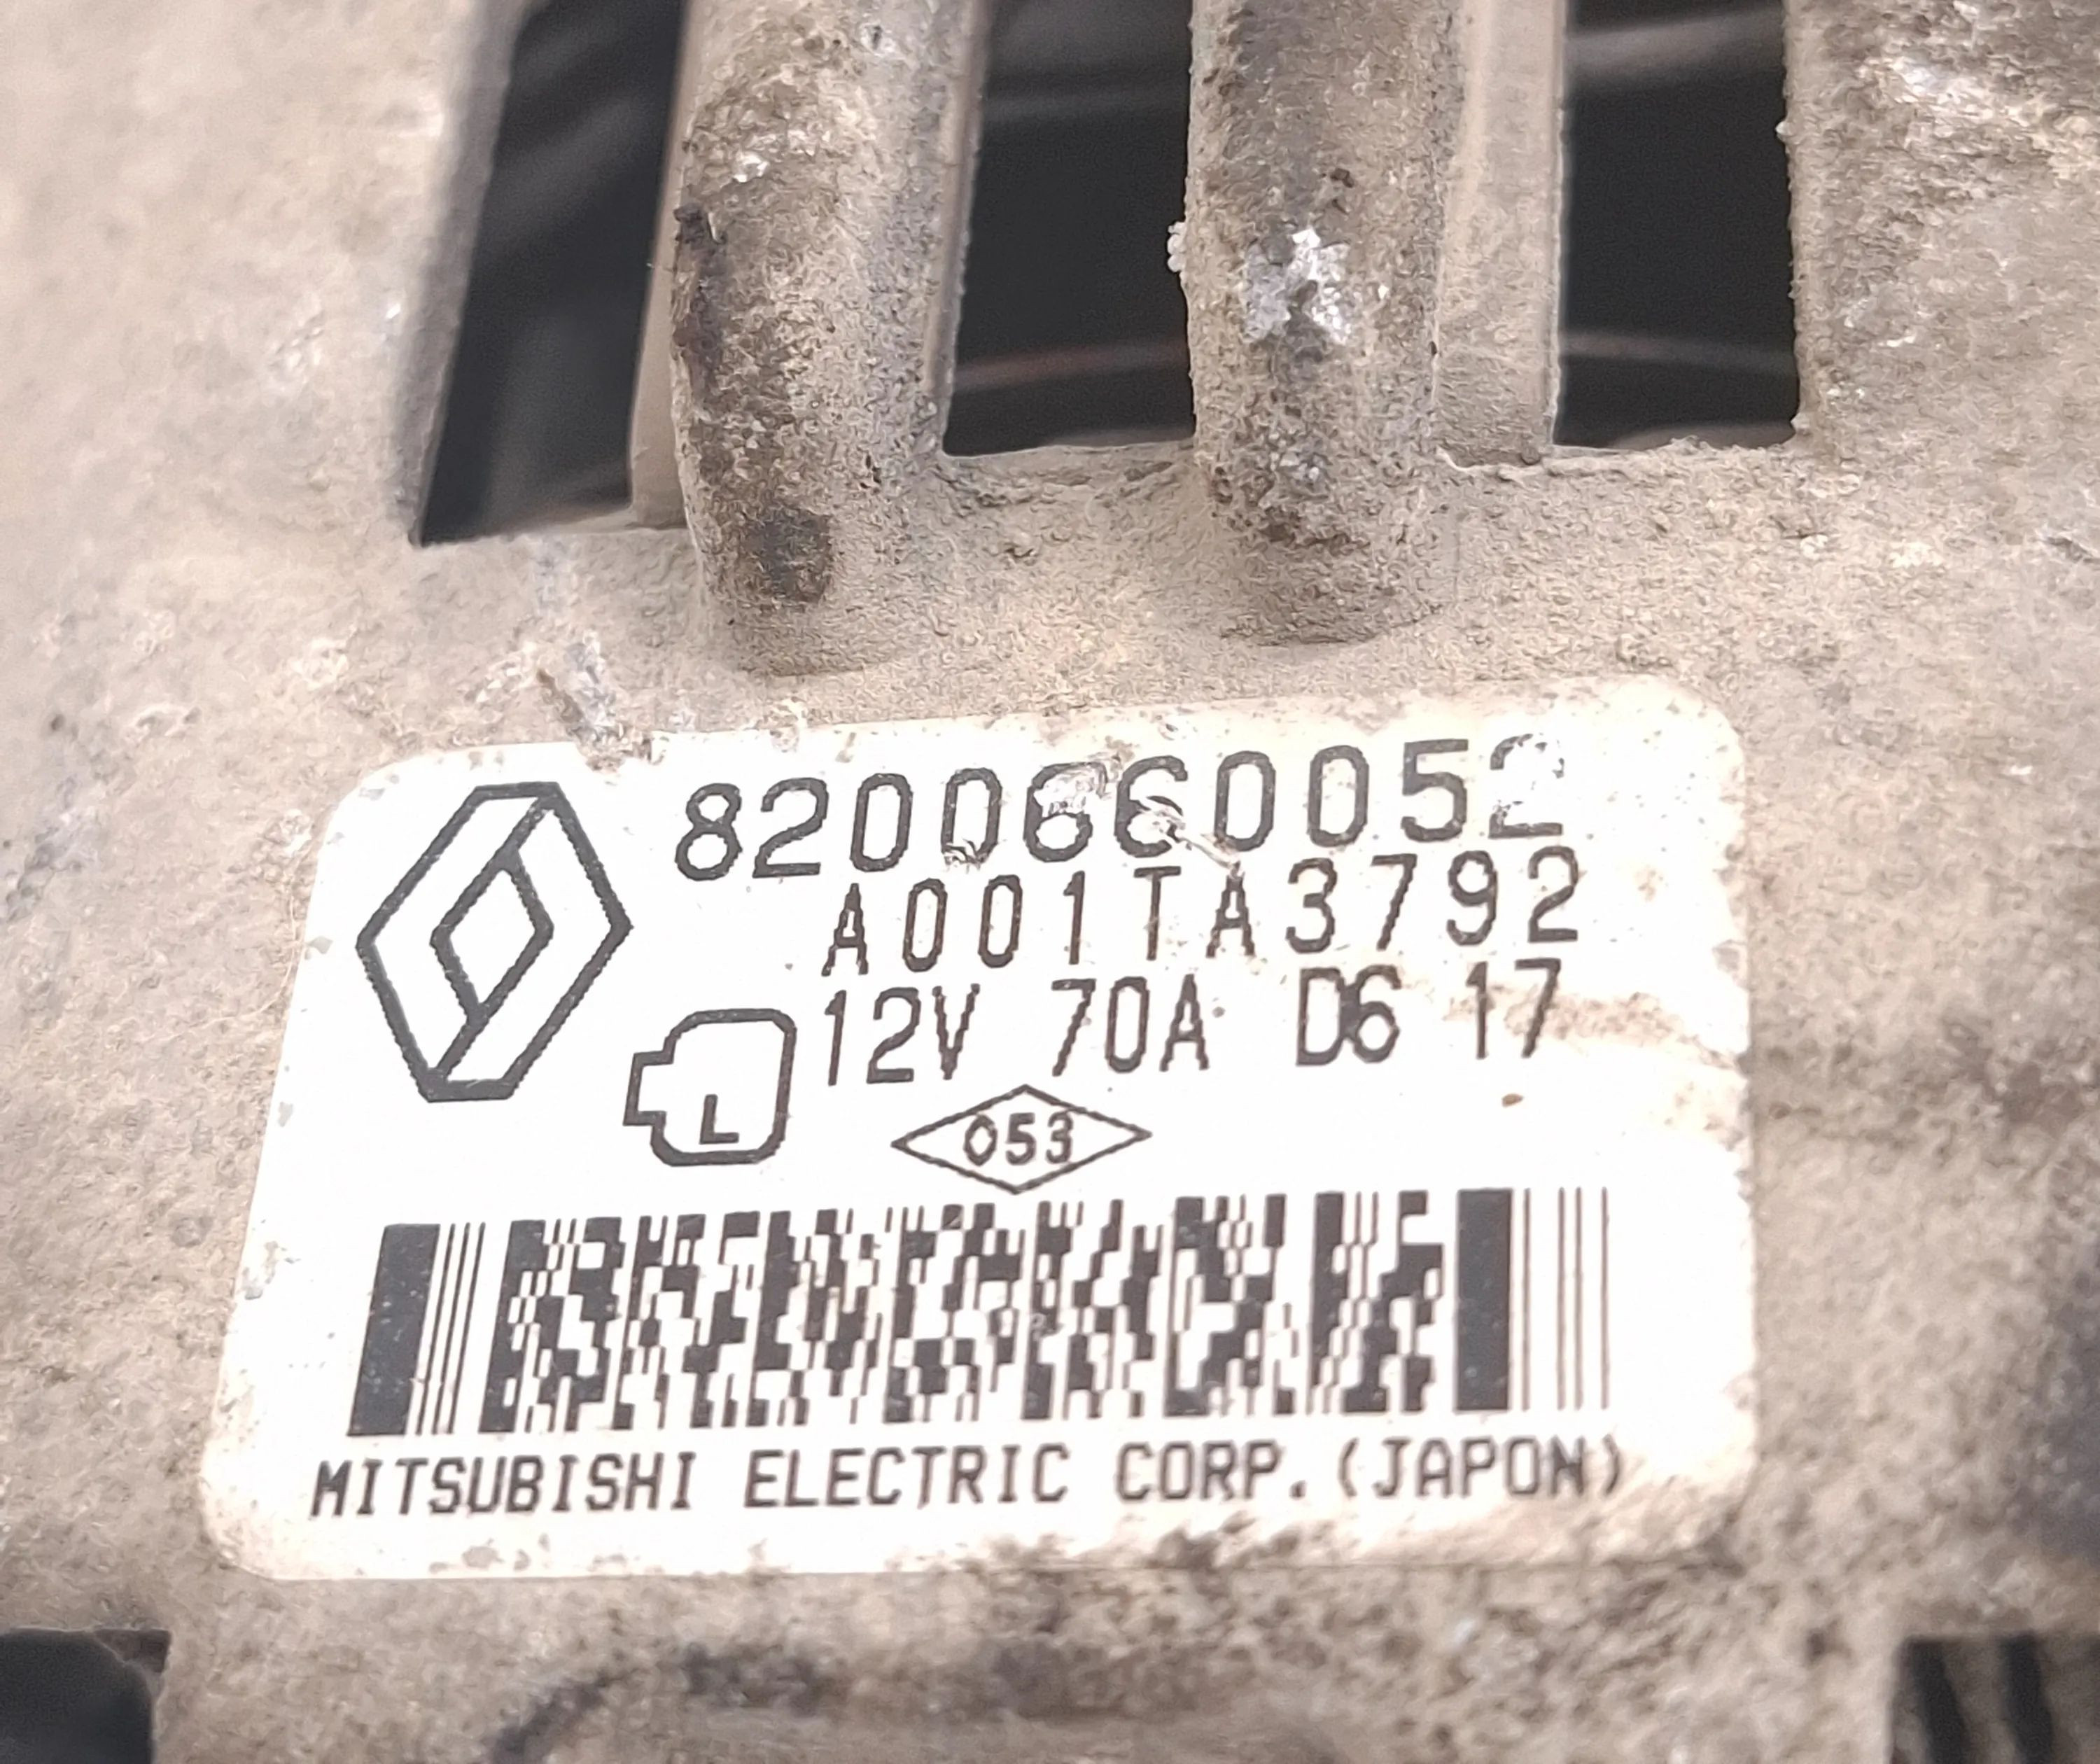 8200660052
A001TA3792
12V 70A D6 17
L
053
MITSUBISHI ELECTRIC CORP.(JAPON)